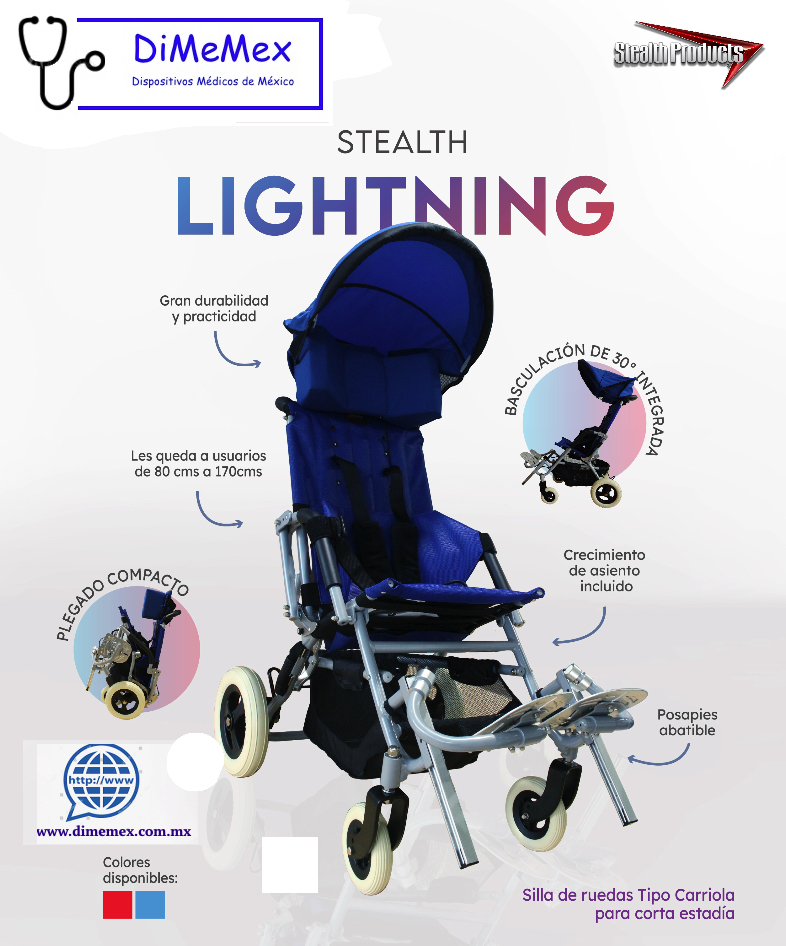 DiMeMex
Dispositivos Médicos de México
Stealth Products
STEALTH
LIGHTNING
Gran durabilidad
y practicidad
BASCULACIÓN DE 30° INTEGRADA
Les queda a usuarios
de 80 cms a 170cms
Crecimiento
de asiento
incluido
PLEGADO COMPACTO
Posapies
abatible
http://www
www.dimemex.com.mx
Colores
disponibles:
Silla de ruedas Tipo Carriola
para corta estadía